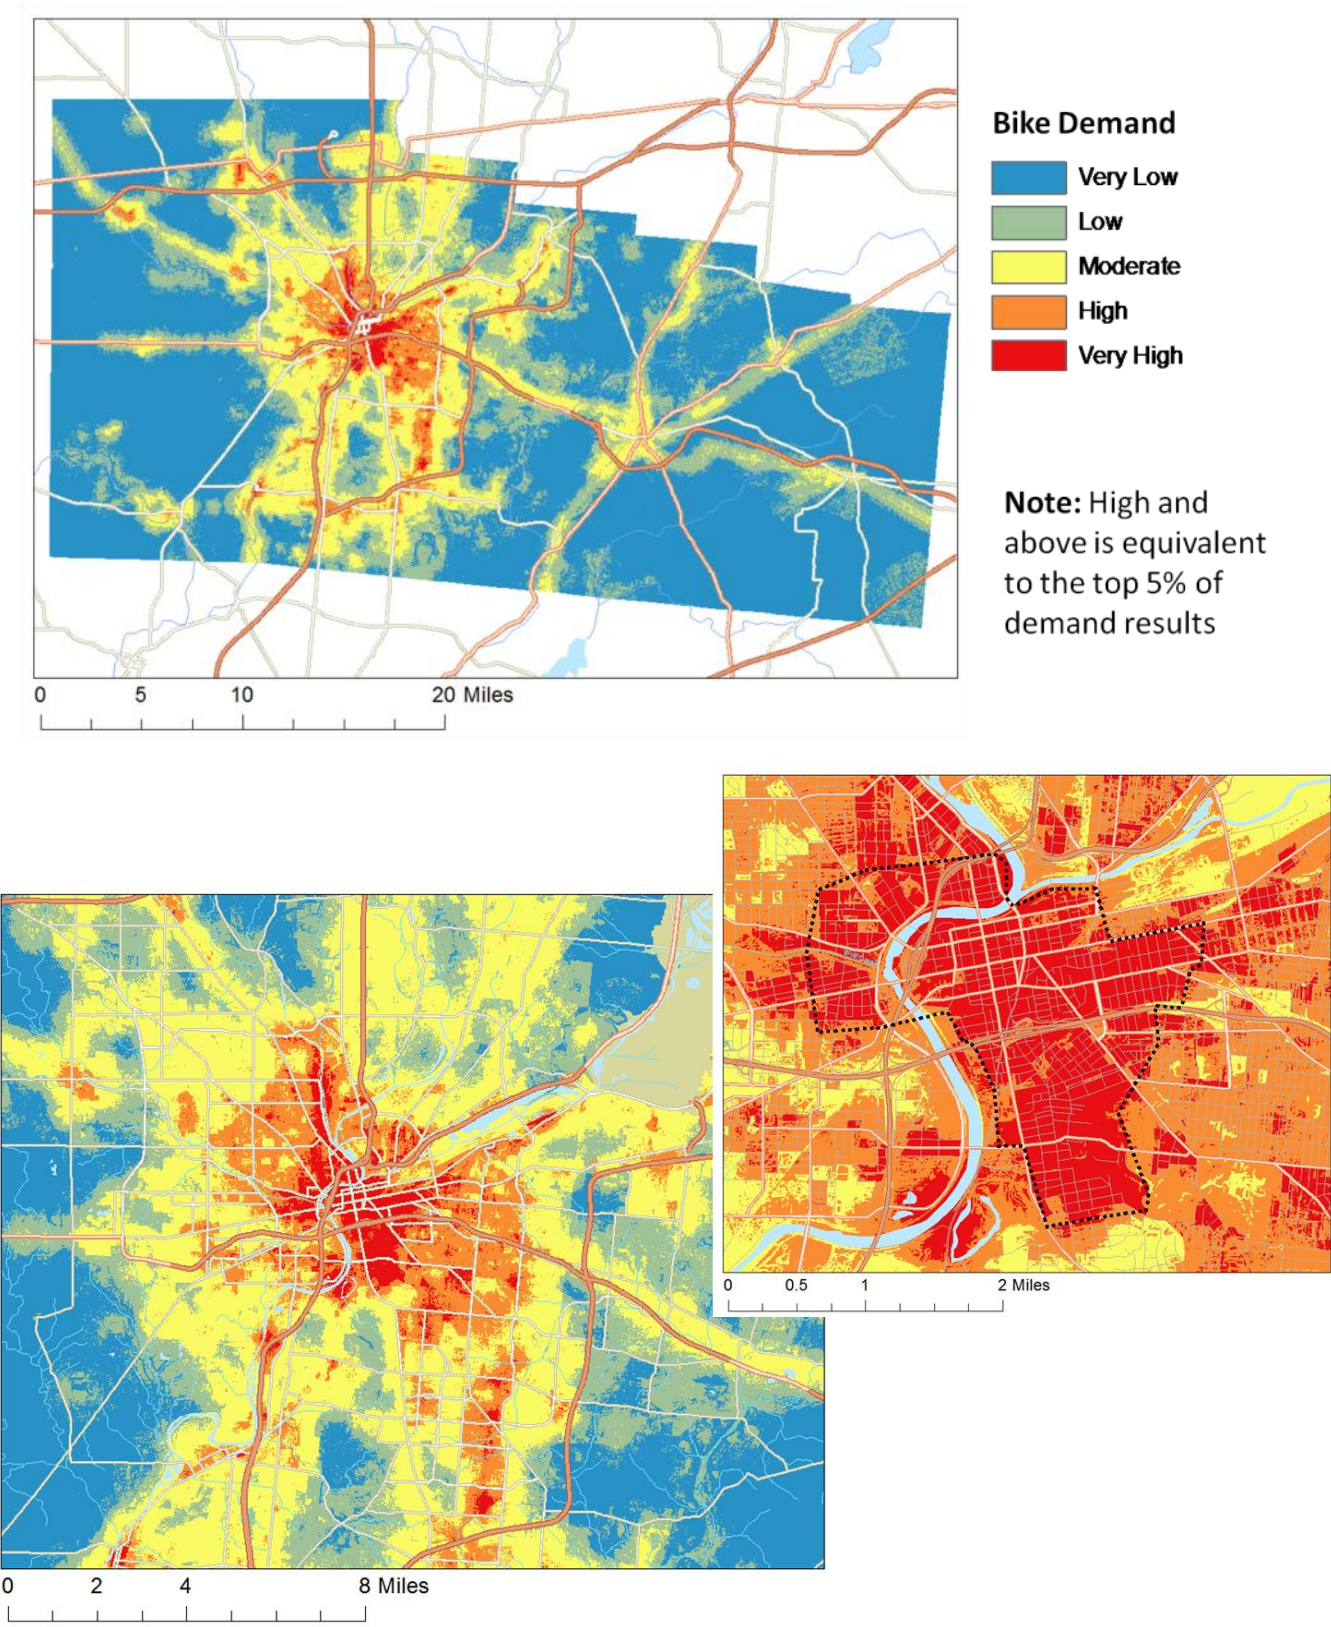 Bike Demand
Very Low
Low
Moderate
High
Very High
Note: High and
above is equivalent
to the top 5% of
demand results
0 5 10 20 Miles
0 0.5 1 2 Miles
0 2 4 8 Miles